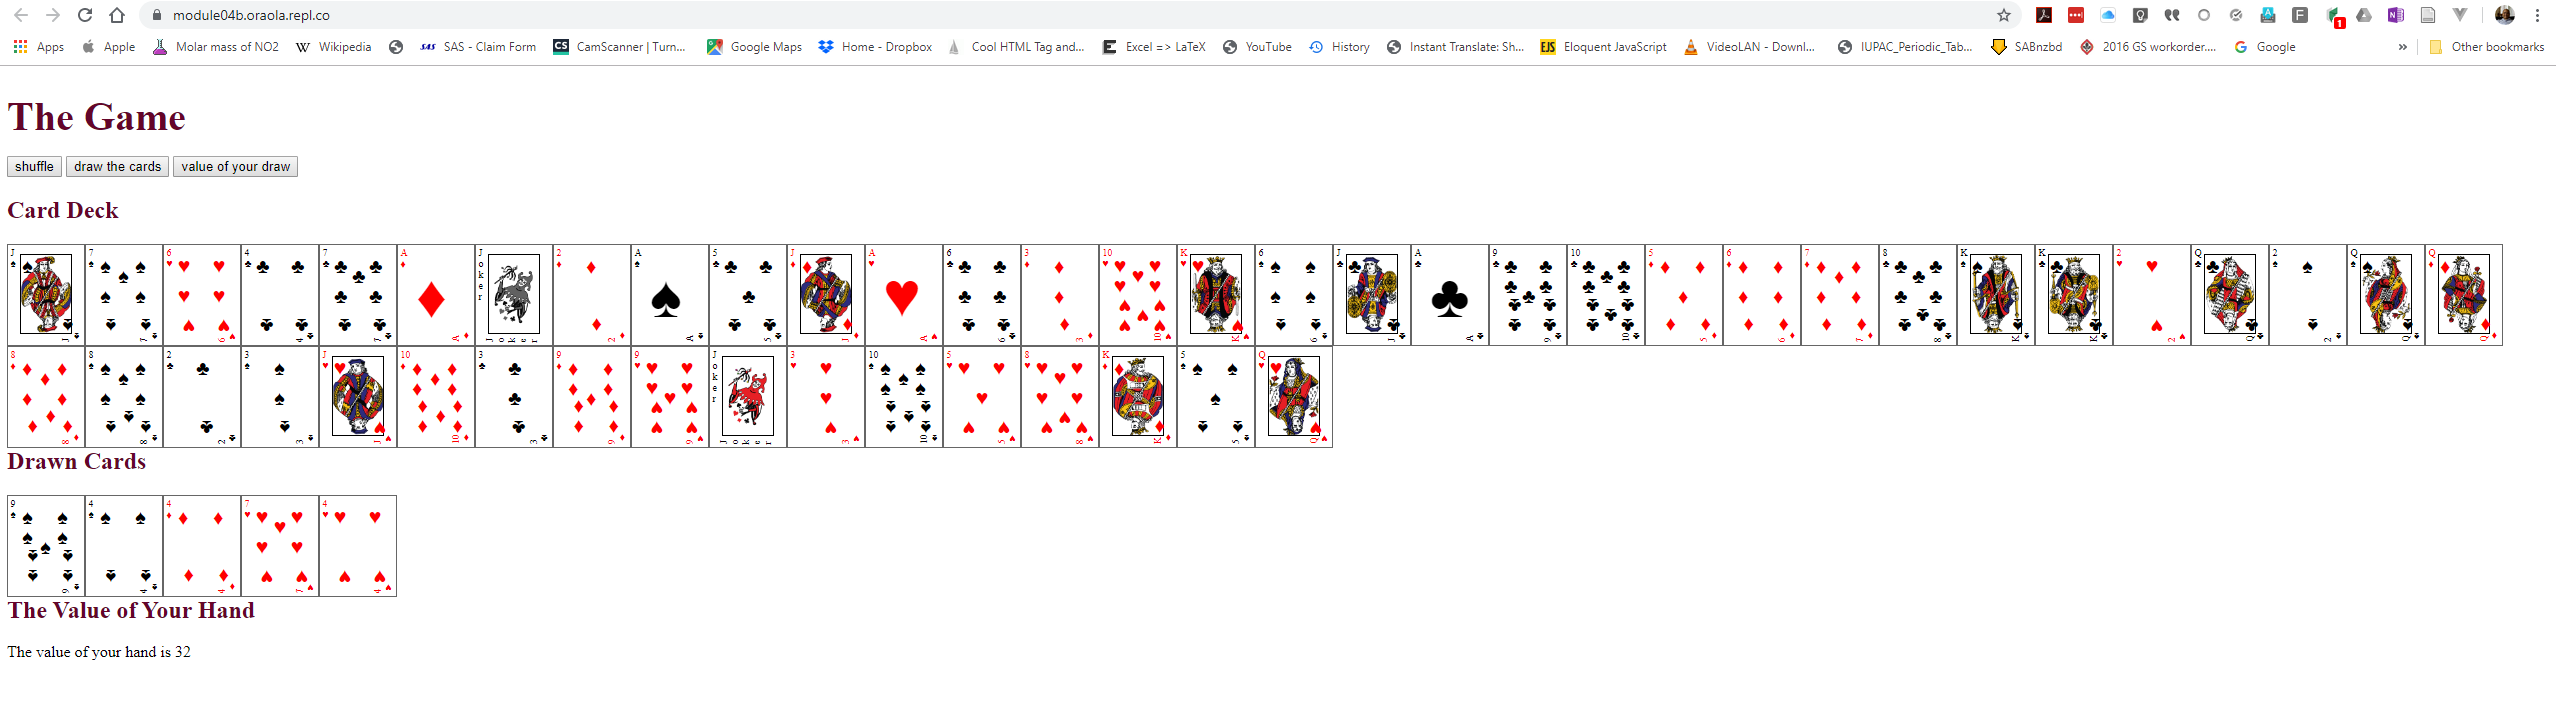 module04b.oraola.repl.co
Apps Apple Molar mass of NO2 Wikipedia SAS - Claim Form CamScanner | Turn... Google Maps Home - Dropbox Cool HTML Tag and... Excel => LaTeX YouTube History Instant Translate: Sh... Eloquent JavaScript VideoLAN - Downl... IUPAC_Periodic_Tab... SABnzbd 2016 GS workorder.... Google » Other bookmarks
The Game
shuffle draw the cards value of your draw
Card Deck
J 7 6 4 7 A Joker 2 A 5 J A 6 3 10 K 6 J A 9 10 5 6 7 8 K K 2 Q 2 Q Q
8 8 2 3 J 10 3 9 9 Joker 3 10 5 8 K 5 Q
Drawn Cards
9 4 4 7 4
The Value of Your Hand
The value of your hand is 32